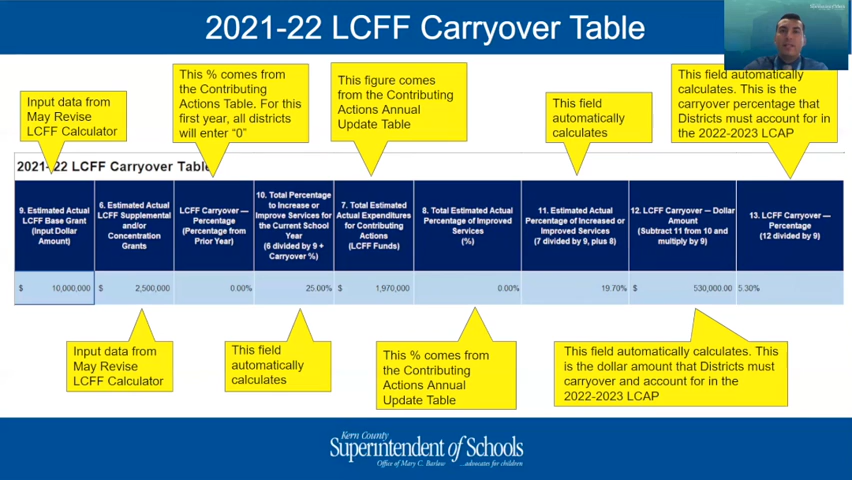 2021-22 LCFF Carryover Table
Input data from
May Revise
LCFF Calculator
This % comes from
the Contributing
Actions Table. For this
first year, all districts
will enter “0”
This figure comes
from the Contributing
Actions Annual
Update Table
This field
automatically
calculates
This field automatically
calculates. This is the
carryover percentage that
Districts must account for in
the 2022-2023 LCAP
2021-22 LCFF Carryover Table
9. Estimated Actual
LCFF Base Grant
(Input Dollar
Amount)
6. Estimated Actual
LCFF Supplemental
and/or
Concentration
Grants
LCFF Carryover —
Percentage
(Percentage from
Prior Year)
10. Total Percentage
to Increase or
Improve Services for
the Current School
Year
(6 divided by 9 +
Carryover %)
7. Total Estimated
Actual Expenditures
for Contributing
Actions
(LCFF Funds)
8. Total Estimated Actual
Percentage of Improved
Services
(%)
11. Estimated Actual
Percentage of Increased or
Improved Services
(7 divided by 9, plus 8)
12. LCFF Carryover — Dollar
Amount
(Subtract 11 from 10 and
multiply by 9)
13. LCFF Carryover —
Percentage
(12 divided by 9)
$ 10,000,000 $ 2,500,000 0.00% 25.00% $ 1,970,000 0.00% 19.70% $ 530,000.00 5.30%
Input data from
May Revise
LCFF Calculator
This field
automatically
calculates
This % comes from
the Contributing
Actions Annual
Update Table
This field automatically calculates. This
is the dollar amount that Districts must
carryover and account for in the
2022-2023 LCAP
Kern County
Superintendent of Schools
Office of Mary C. Barlow ...advocates for children